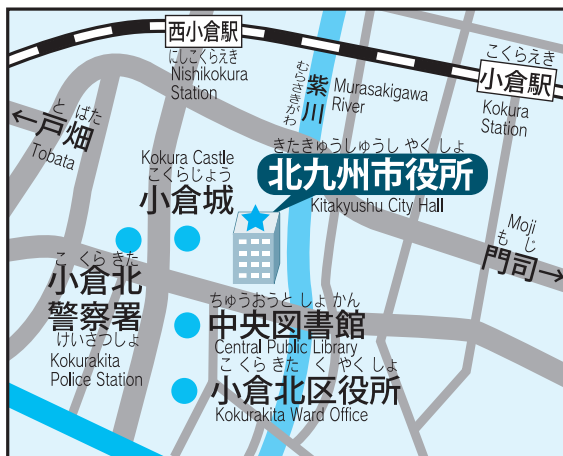 西小倉駅
にしこくらえき
Nishikokura
Station
こくらえき
小倉駅
Kokura
Station
むらさきがわ
紫川
Murasakigawa
River
とばた
←戸畑
Tobata
きたきゅうしゅうしやくしょ
北九州市役所
Kitakyushu City Hall
Kokura Castle
こくらじょう
小倉城
Moji
もじ
門司→
こくらきた
小倉北
警察署
けいさつしょ
Kokurakita
Police Station
ちゅうおうとしょかん
中央図書館
Central Public Library
こくらきたくやくしょ
小倉北区役所
Kokurakita Ward Office